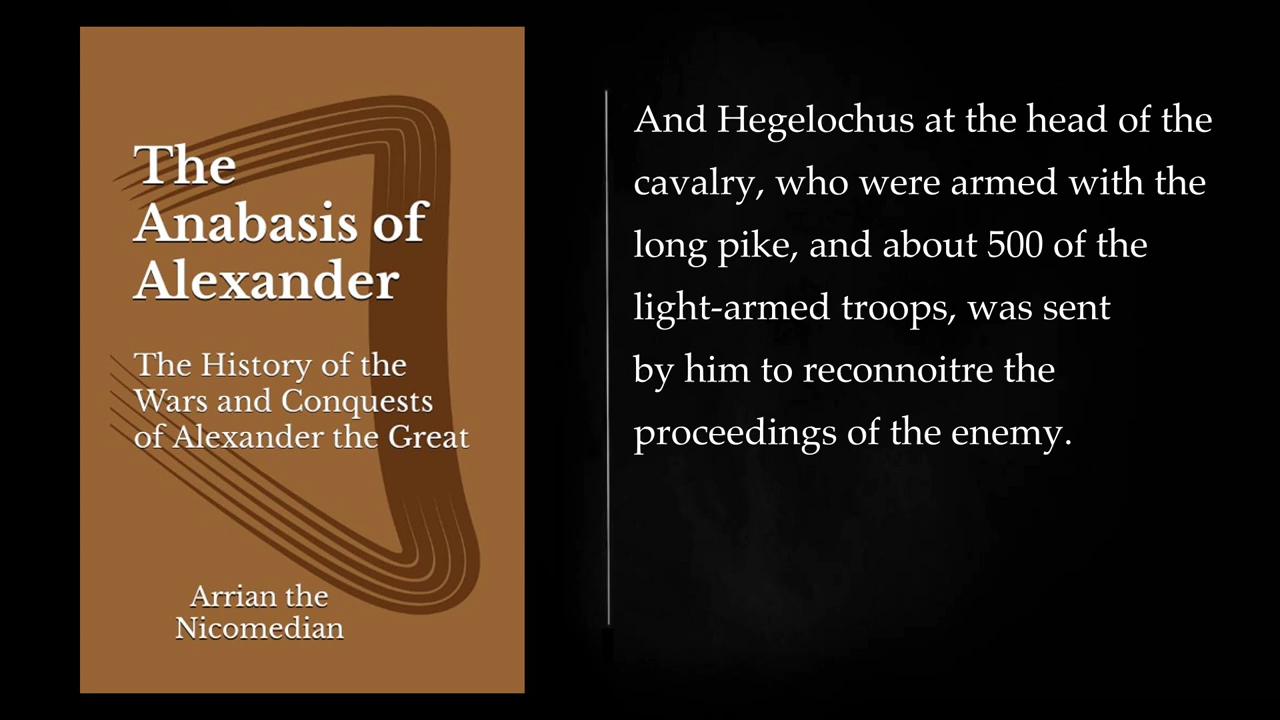 The
Anabasis of
Alexander
The History of the
Wars and Conquests
of Alexander the Great
Arrian the
Nicomedian
And Hegelochus at the head of the
cavalry, who were armed with the
long pike, and about 500 of the
light-armed troops, was sent
by him to reconnoitre the
proceedings of the enemy.